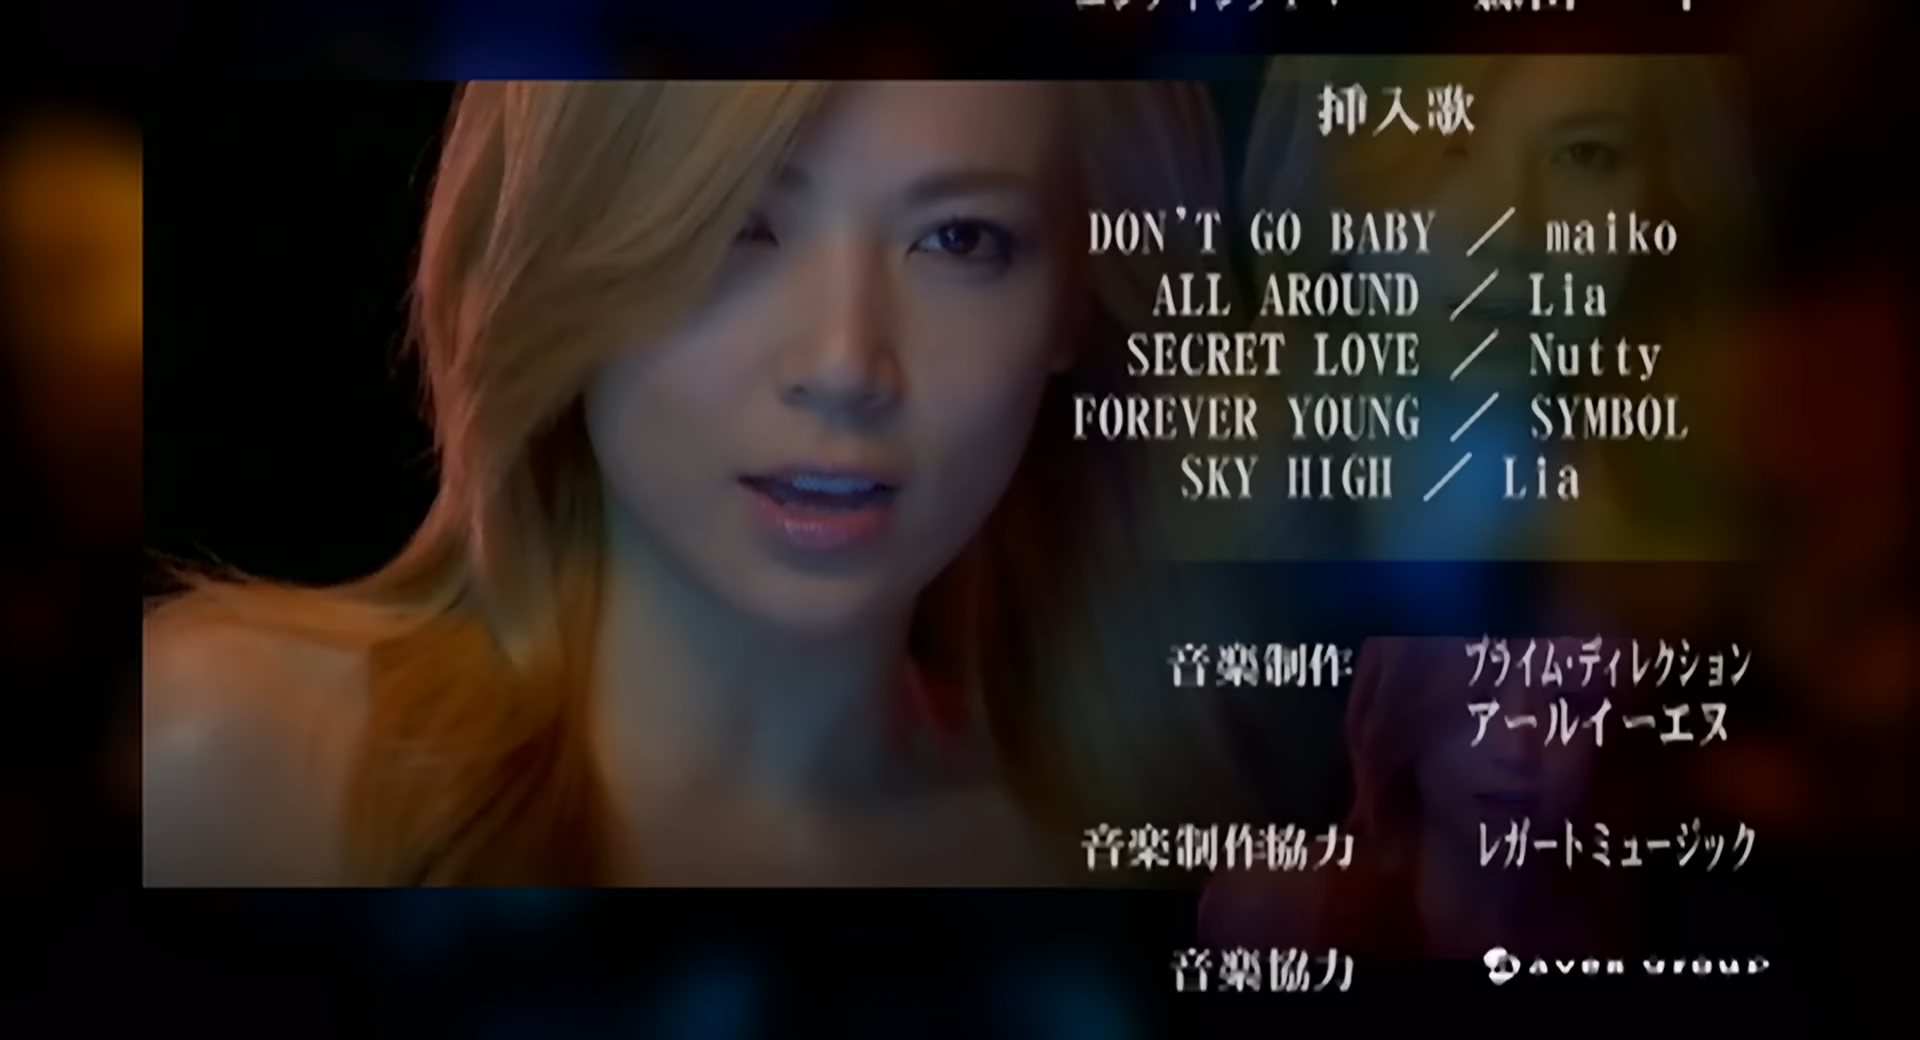 挿入歌
DON'T GO BABY ／ maiko
ALL AROUND ／ Lia
SECRET LOVE ／ Nutty
FOREVER YOUNG ／ SYMBOL
SKY HIGH ／ Lia
音楽制作 プライム・ディレクション
アールイーエヌ
音楽制作協力 レガートミュージック
音楽協力 avex group